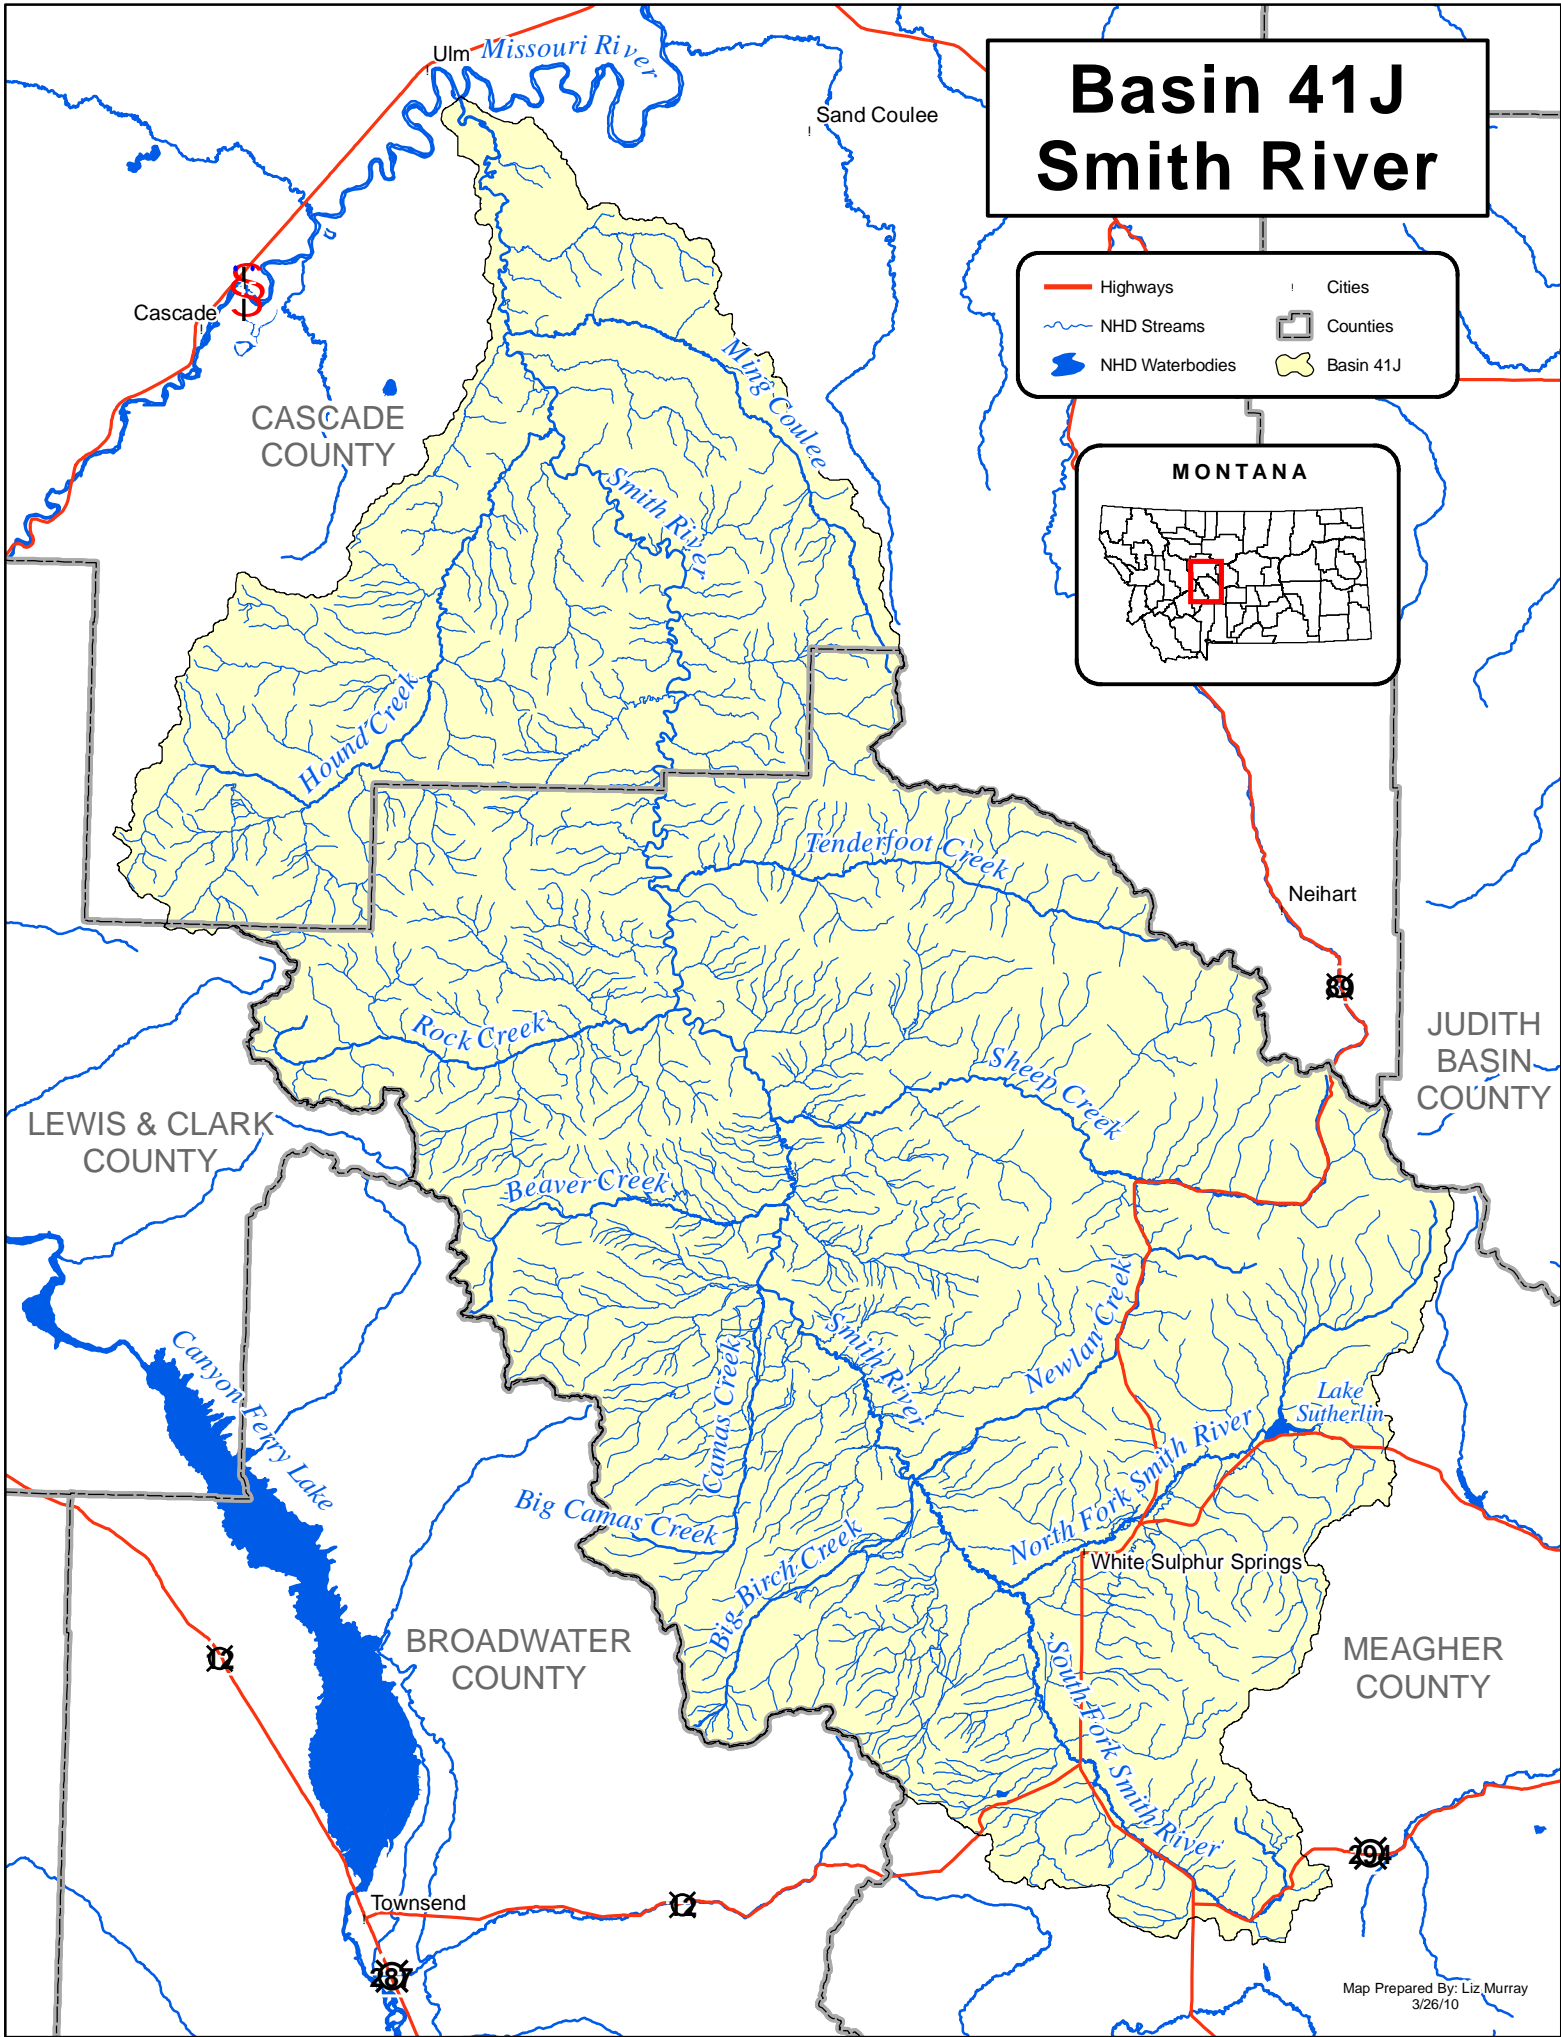 Basin 41J
Smith River
Ulm
Missouri River
Sand Coulee
Highways
Cities
NHD Streams
Counties
NHD Waterbodies
Basin 41J
Cascade
CASCADE
COUNTY
Ming Coulee
MONTANA
Smith River
Hound Creek
Tenderfoot Creek
Neihart
89
Rock Creek
Sheep Creek
JUDITH
BASIN
COUNTY
LEWIS & CLARK
COUNTY
Beaver Creek
Newlan Creek
Smith River
Camas Creek
Canyon Ferry Lake
Lake
Sutherlin
North Fork Smith River
Big Camas Creek
Big Birch Creek
White Sulphur Springs
BROADWATER
COUNTY
12
MEAGHER
COUNTY
South Fork Smith River
294
Townsend
12
287
Map Prepared By: Liz Murray
3/26/10